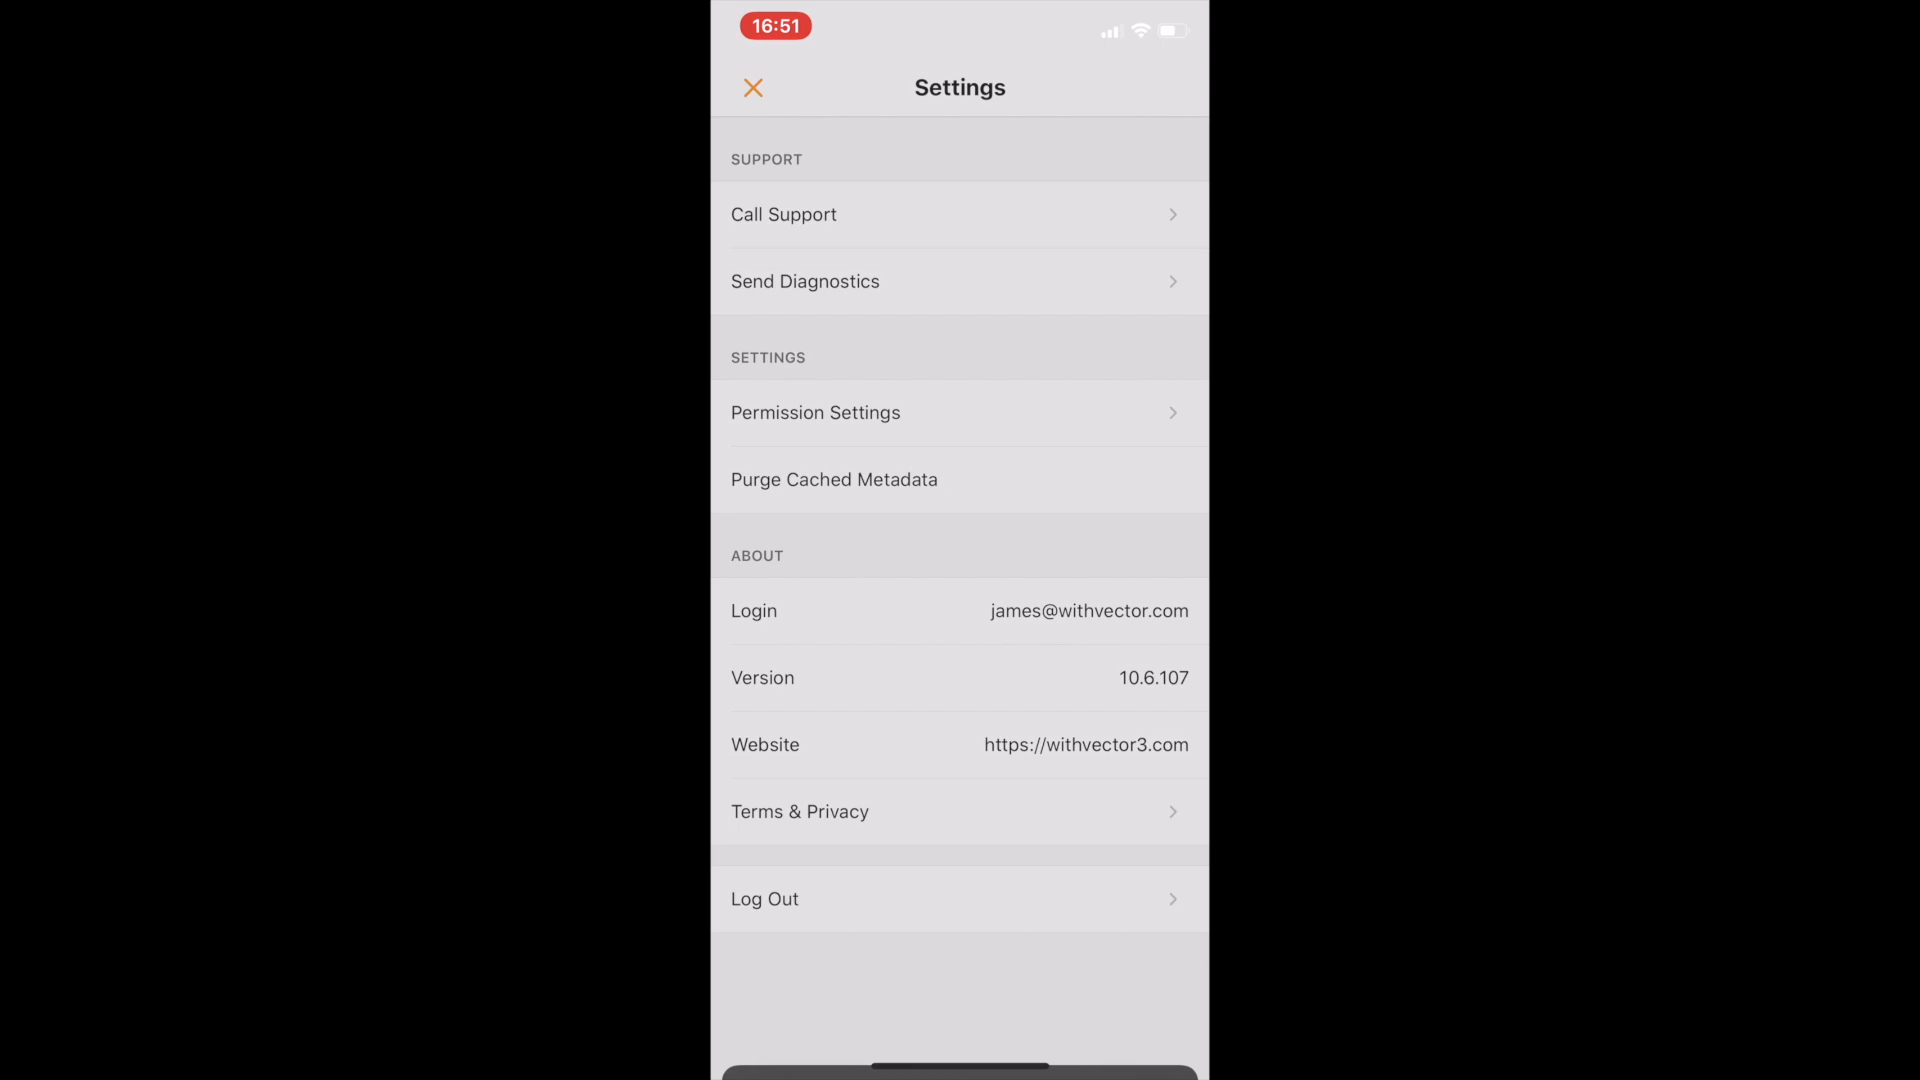 16:51
Settings
SUPPORT
Call Support
Send Diagnostics
SETTINGS
Permission Settings
Purge Cached Metadata
ABOUT
Login james@withvector.com
Version 10.6.107
Website https://withvector3.com
Terms & Privacy
Log Out